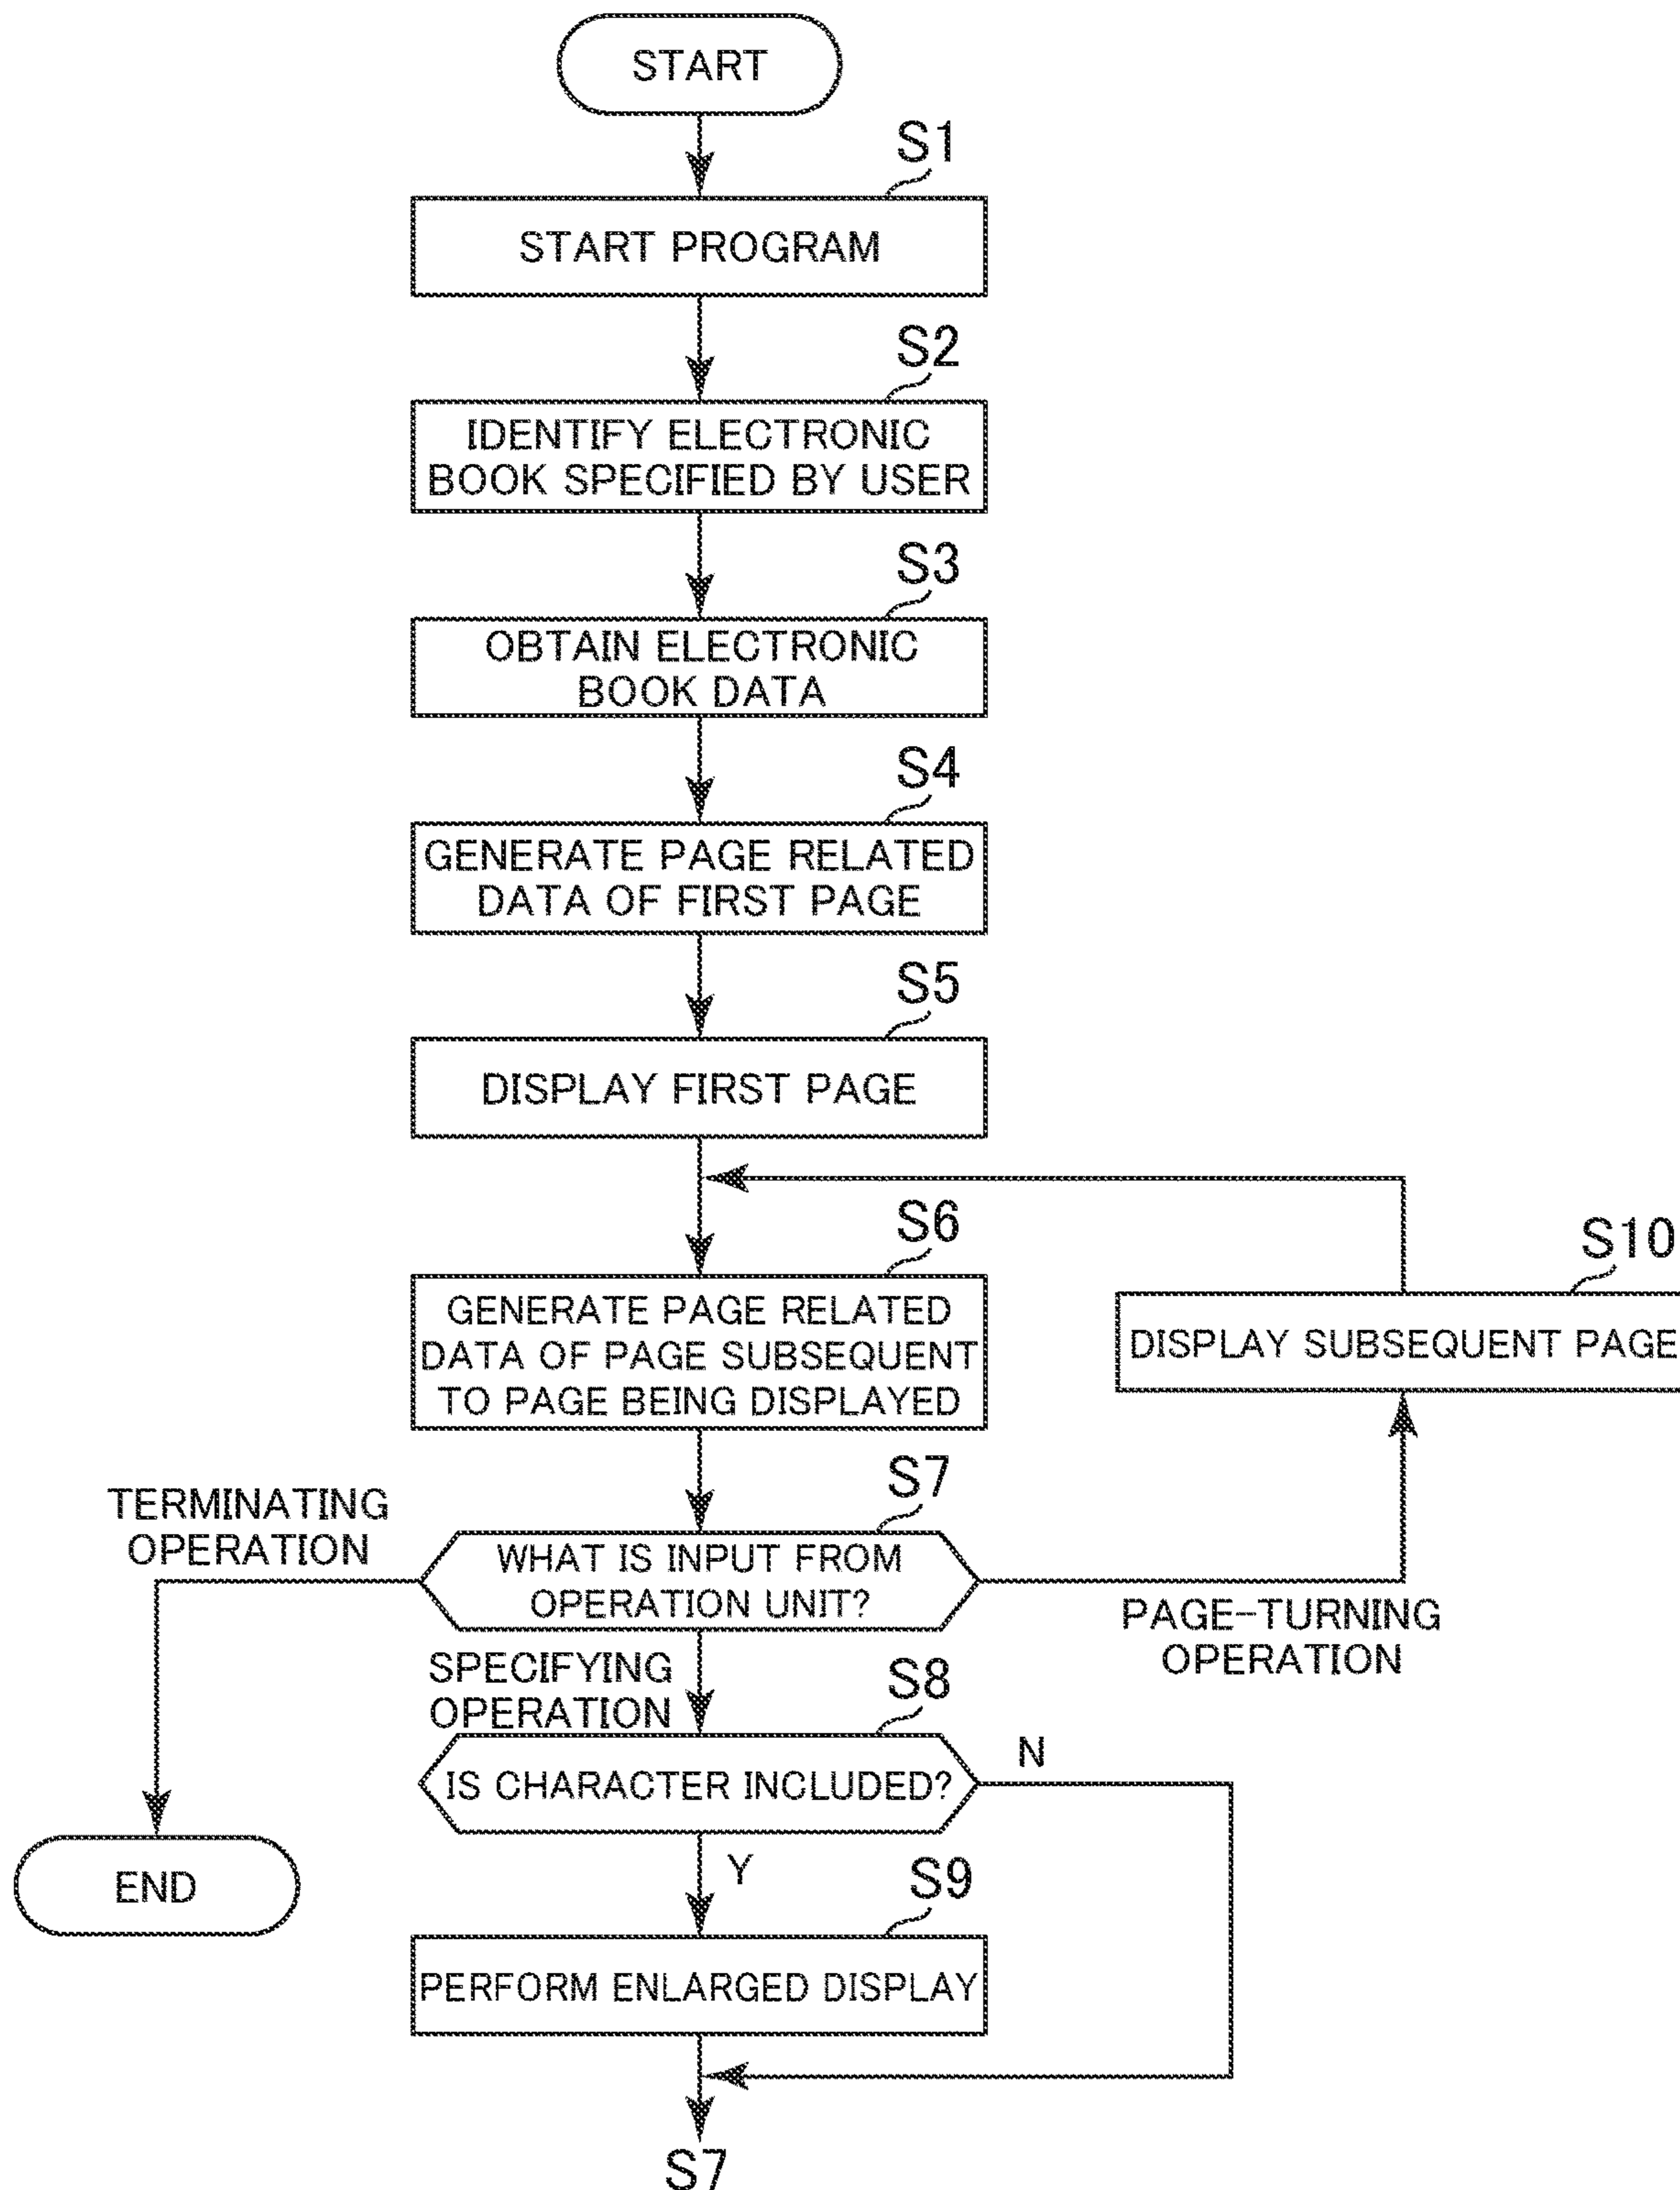 START
S1
START PROGRAM
S2
IDENTIFY ELECTRONIC
BOOK SPECIFIED BY USER
S3
OBTAIN ELECTRONIC
BOOK DATA
S4
GENERATE PAGE RELATED
DATA OF FIRST PAGE
S5
DISPLAY FIRST PAGE
S6
GENERATE PAGE RELATED
DATA OF PAGE SUBSEQUENT
TO PAGE BEING DISPLAYED
S10
DISPLAY SUBSEQUENT PAGE
S7
WHAT IS INPUT FROM
OPERATION UNIT?
TERMINATING
OPERATION
PAGE-TURNING
OPERATION
SPECIFYING
OPERATION
S8
IS CHARACTER INCLUDED?
N
Y
END
S9
PERFORM ENLARGED DISPLAY
S7